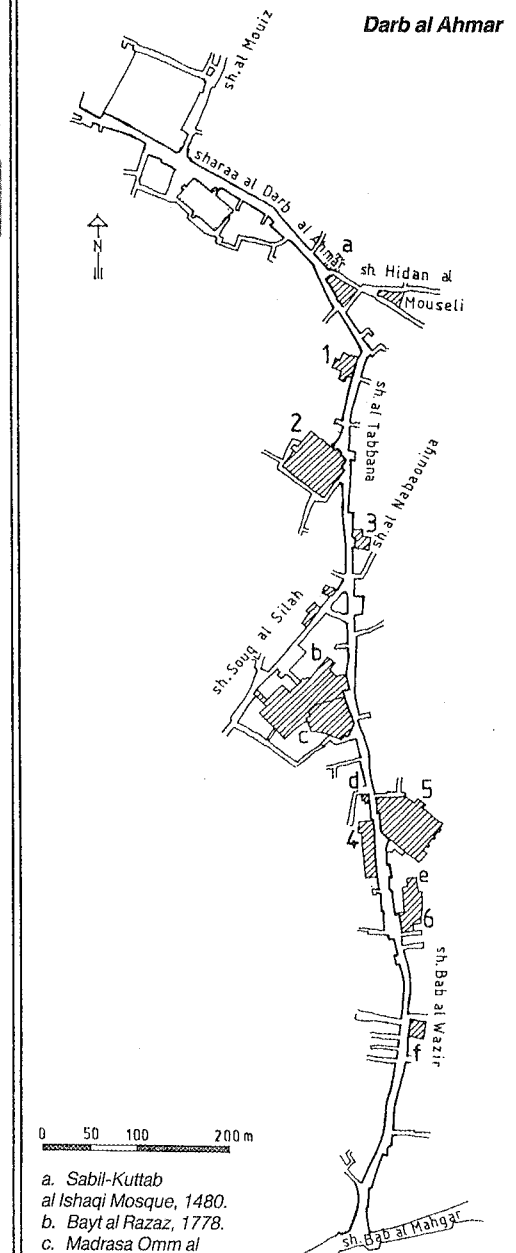 Darb al Ahmar
sh. al Mouiz
sharaa al Darb al Ahmar
N
a
sh Hidan al
Mouseli
1
sh. al Tabbana
2
3
sh. al Nabaouiya
sh. Souq al Silah
b
c
d
5
4
e
6
sh. Bab al Wazir
f
0 50 100 200 m
a. Sabil-Kuttab
al Ishaqi Mosque, 1480.
b. Bayt al Razaz, 1778.
c. Madrasa Omm al
sh. Bab al Mahgar